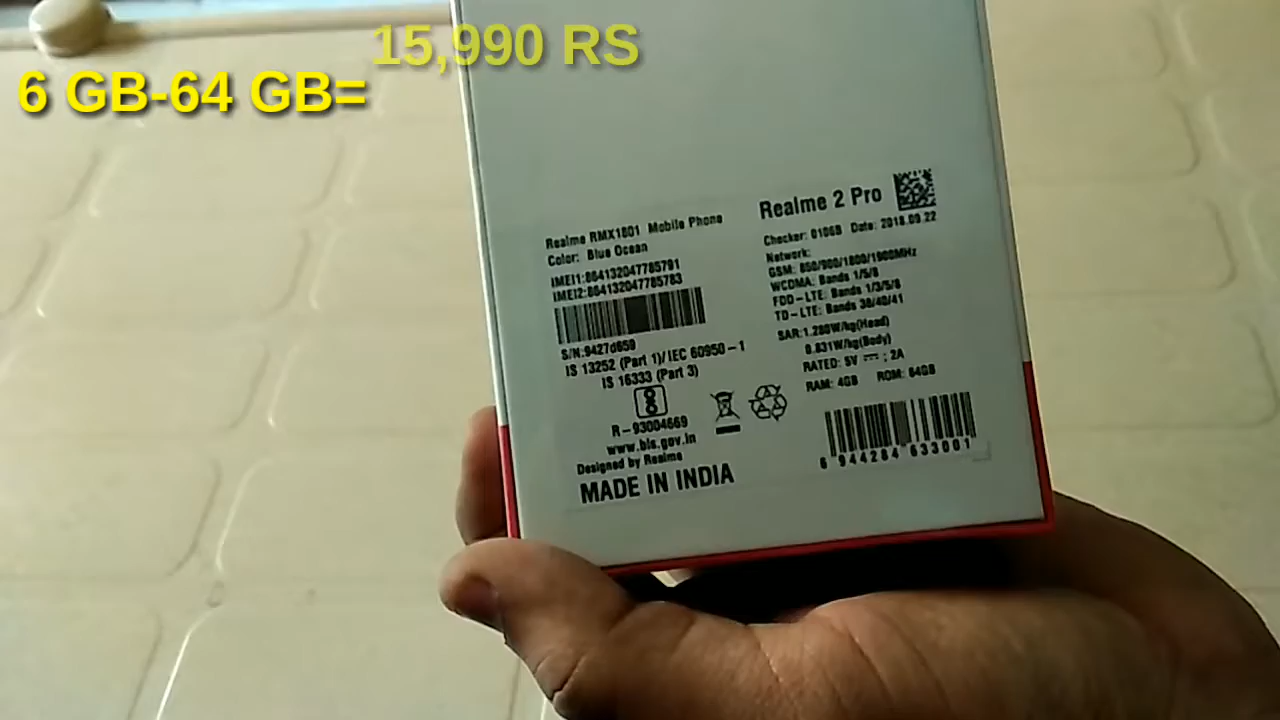 15,990 RS
6 GB-64 GB=
Realme RMX1801 Mobile Phone
Color: Blue Ocean
IMEI1:864132047785791
IMEI2:864132047785783
S/N:9427d659
IS 13252 (Part 1)/IEC 60950-1
IS 16333 (Part 3)
R-93004669
www.bis.gov.in
Designed by Realme
MADE IN INDIA
Realme 2 Pro
Checker: 0106B Date: 2018.09.22
Network:
GSM: 850/900/1800/1900MHz
WCDMA: Bands 1/5/8
FDD-LTE: Bands 1/3/5/8
TD-LTE: Bands 38/40/41
SAR:1.280W/kg(Head)
0.831W/kg(Body)
RATED: 5V ; 2A
RAM: 4GB ROM: 64GB
6 944284 633001